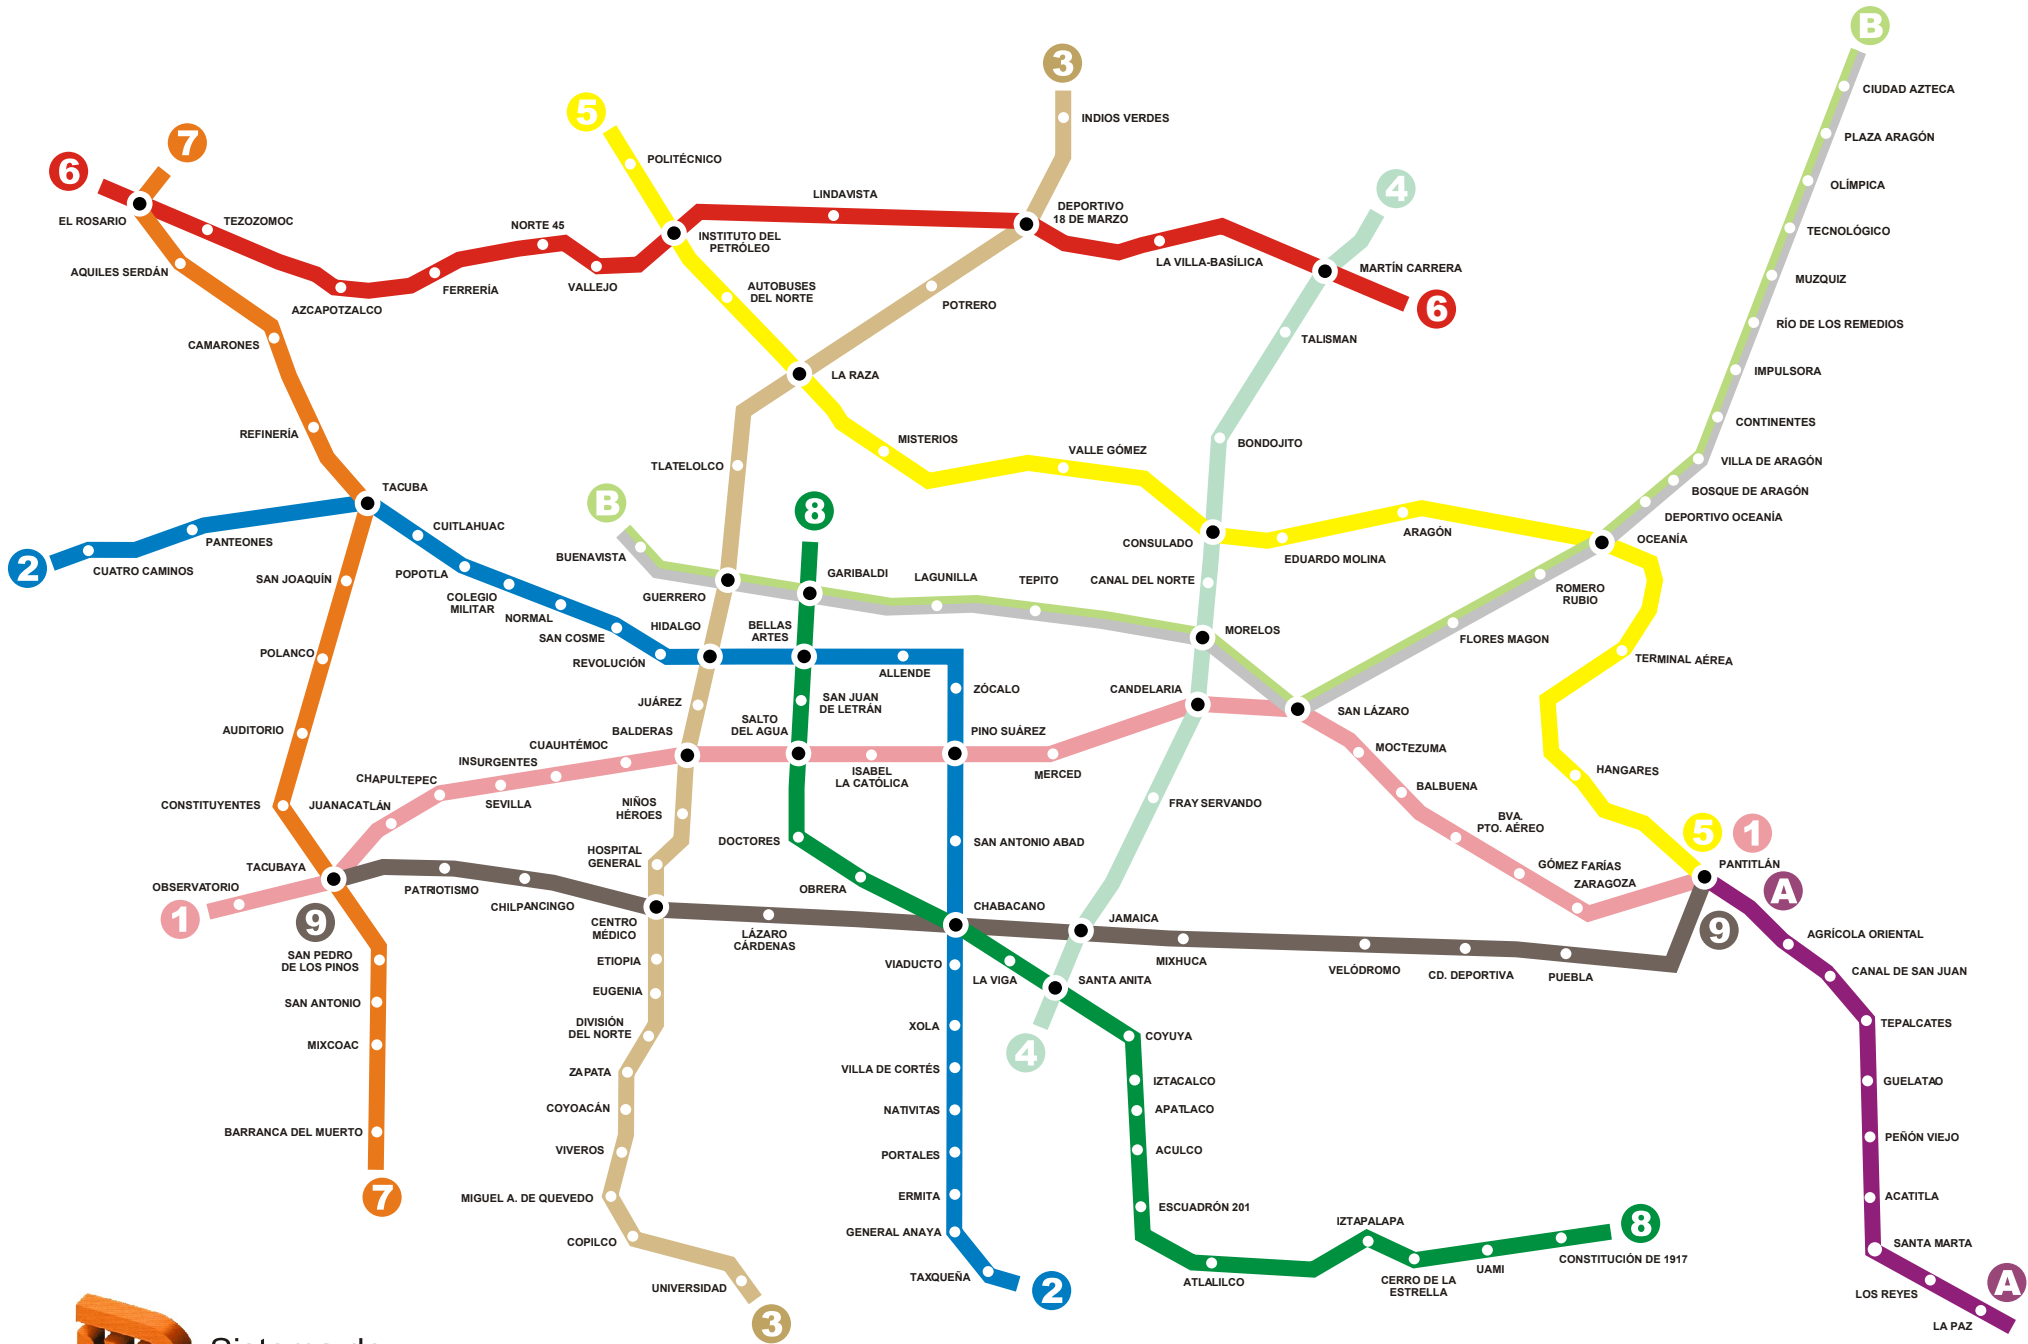 B
3
CIUDAD AZTECA
5
INDIOS VERDES
PLAZA ARAGÓN
7
POLITÉCNICO
6
4
OLÍMPICA
LINDAVISTA
DEPORTIVO
18 DE MARZO
EL ROSARIO
TEZOZOMOC
NORTE 45
INSTITUTO DEL
PETRÓLEO
TECNOLÓGICO
LA VILLA-BASÍLICA
MARTÍN CARRERA
AQUILES SERDÁN
MUZQUIZ
AZCAPOTZALCO
FERRERÍA
VALLEJO
AUTOBUSES
DEL NORTE
POTRERO
6
RÍO DE LOS REMEDIOS
CAMARONES
TALISMAN
LA RAZA
IMPULSORA
CONTINENTES
REFINERÍA
MISTERIOS
VALLE GÓMEZ
BONDOJITO
VILLA DE ARAGÓN
TLATELOLCO
TACUBA
B
8
BOSQUE DE ARAGÓN
DEPORTIVO OCEANÍA
CUITLAHUAC
PANTEONES
CONSULADO
ARAGÓN
OCEANÍA
2
CUATRO CAMINOS
BUENAVISTA
EDUARDO MOLINA
SAN JOAQUÍN
POPOTLA
GARIBALDI
LAGUNILLA
TEPITO
CANAL DEL NORTE
ROMERO
RUBIO
COLEGIO
MILITAR
NORMAL
GUERRERO
SAN COSME
HIDALGO
BELLAS
ARTES
MORELOS
FLORES MAGON
POLANCO
REVOLUCIÓN
ALLENDE
TERMINAL AÉREA
ZÓCALO
CANDELARIA
JUÁREZ
SAN JUAN
DE LETRÁN
SAN LÁZARO
AUDITORIO
BALDERAS
SALTO
DEL AGUA
PINO SUÁREZ
CUAUHTÉMOC
MOCTEZUMA
INSURGENTES
ISABEL
LA CATÓLICA
MERCED
HANGARES
CHAPULTEPEC
BALBUENA
CONSTITUYENTES
JUANACATLÁN
SEVILLA
NIÑOS
HÉROES
FRAY SERVANDO
BVA.
PTO. AÉREO
5
1
DOCTORES
SAN ANTONIO ABAD
HOSPITAL
GENERAL
TACUBAYA
GÓMEZ FARÍAS
PANTITLÁN
OBSERVATORIO
PATRIOTISMO
OBRERA
ZARAGOZA
A
CHILPANCINGO
CHABACANO
1
9
CENTRO
MÉDICO
LÁZARO
CÁRDENAS
JAMAICA
9
AGRÍCOLA ORIENTAL
SAN PEDRO
DE LOS PINOS
ETIOPIA
VIADUCTO
MIXHUCA
VELÓDROMO
CD. DEPORTIVA
PUEBLA
CANAL DE SAN JUAN
LA VIGA
SANTA ANITA
EUGENIA
SAN ANTONIO
DIVISIÓN
DEL NORTE
XOLA
COYUYA
TEPALCATES
MIXCOAC
4
ZAPATA
VILLA DE CORTÉS
IZTACALCO
GUELATAO
COYOACÁN
NATIVITAS
APATLACO
BARRANCA DEL MUERTO
VIVEROS
PORTALES
ACULCO
PEÑÓN VIEJO
7
MIGUEL A. DE QUEVEDO
ERMITA
ESCUADRÓN 201
ACATITLA
COPILCO
GENERAL ANAYA
IZTAPALAPA
8
SANTA MARTA
UNIVERSIDAD
TAXQUEÑA
2
ATLALILCO
CERRO DE LA
ESTRELLA
UAMI
CONSTITUCIÓN DE 1917
LOS REYES
A
3
LA PAZ